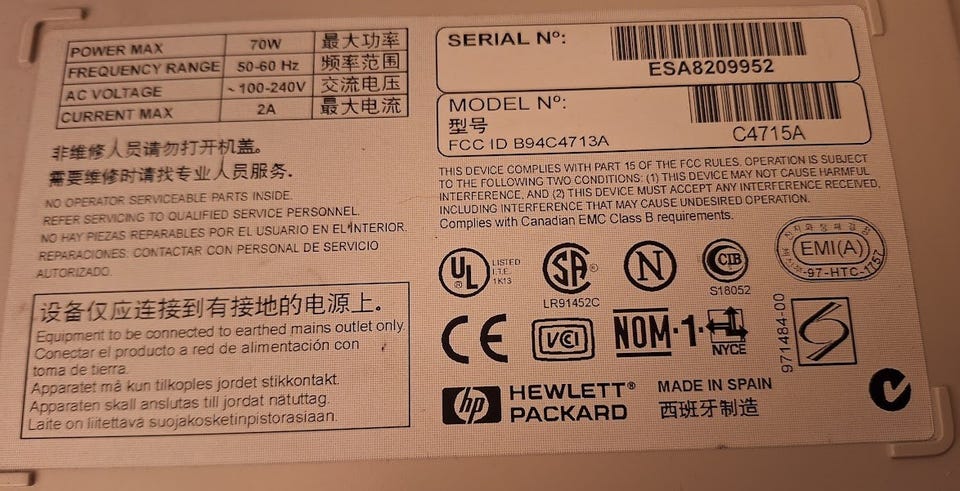 POWER MAX 70W 最大功率
FREQUENCY RANGE 50-60 Hz 频率范围
AC VOLTAGE ~100-240V 交流电压
CURRENT MAX 2A 最大电流
非维修人员请勿打开机盖。
需要维修时请找专业人员服务.
NO OPERATOR SERVICEABLE PARTS INSIDE.
REFER SERVICING TO QUALIFIED SERVICE PERSONNEL.
NO HAY PIEZAS REPARABLES POR EL USUARIO EN EL INTERIOR.
REPARACIONES: CONTACTAR CON PERSONAL DE SERVICIO
AUTORIZADO.
设备仅应连接到有接地的电源上。
Equipment to be connected to earthed mains outlet only.
Conectar el producto a red de alimentación con
toma de tierra.
Apparatet må kun tilkoples jordet stikkontakt.
Apparaten skall anslutas till jordat nätuttag.
Laite on liitettävä suojakosketinpistorasiaan.
SERIAL Nº:
ESA8209952
MODEL Nº:
型号
FCC ID B94C4713A
C4715A
THIS DEVICE COMPLIES WITH PART 15 OF THE FCC RULES, OPERATION IS SUBJECT
TO THE FOLLOWING TWO CONDITIONS: (1) THIS DEVICE MAY NOT CAUSE HARMFUL
INTERFERENCE, AND (2) THIS DEVICE MUST ACCEPT ANY INTERFERENCE RECEIVED,
INCLUDING INTERFERENCE THAT MAY CAUSE UNDESIRED OPERATION.
Complies with Canadian EMC Class B requirements.
UL
LISTED
I.T.E.
1K13
SA
LR91452C
N
CIB
S18052
EMI(A)
-97-HTC-1157
CE
VCI
NOM-1-
NYCE
971484-00
hp HEWLETT®
PACKARD
MADE IN SPAIN
西班牙制造